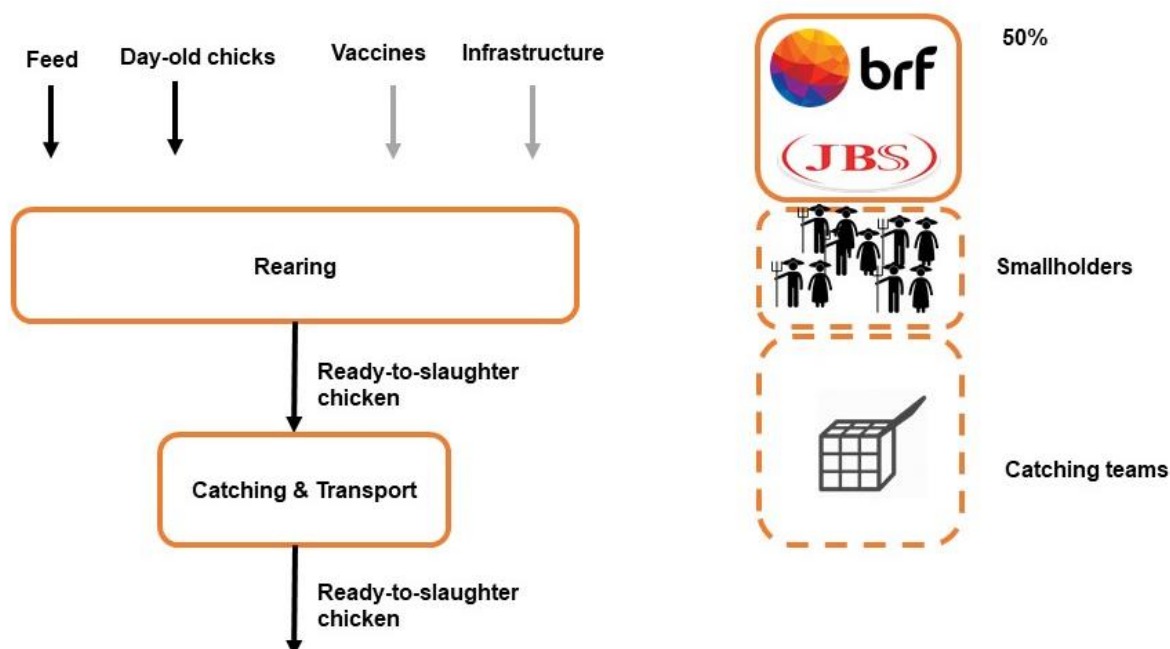 Feed
Day-old chicks
Vaccines
Infrastructure
Rearing
Ready-to-slaughter
chicken
Catching & Transport
Ready-to-slaughter
chicken
brf
50%
JBS
Smallholders
Catching teams